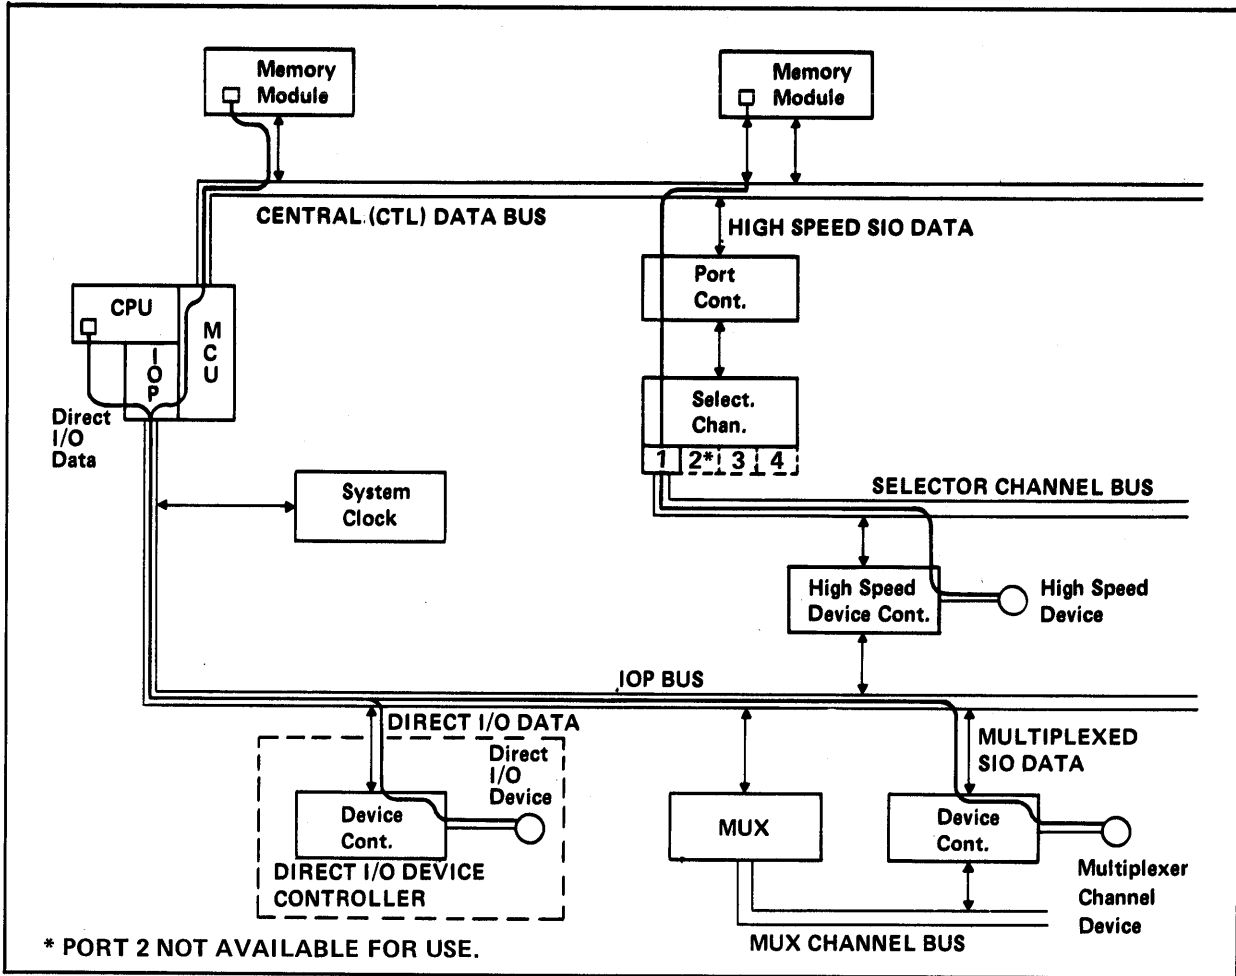 Memory
Module
Memory
Module
CENTRAL (CTL) DATA BUS
HIGH SPEED SIO DATA
Port
Cont.
CPU
MCU
IOP
Direct
I/O
Data
Select.
Chan.
1 2* 3 4
System
Clock
SELECTOR CHANNEL BUS
High Speed
Device Cont.
High Speed
Device
IOP BUS
DIRECT I/O DATA
MULTIPLEXED
SIO DATA
Direct
I/O
Device
Device
Cont.
MUX
Device
Cont.
DIRECT I/O DEVICE
CONTROLLER
Multiplexer
Channel
Device
MUX CHANNEL BUS
* PORT 2 NOT AVAILABLE FOR USE.